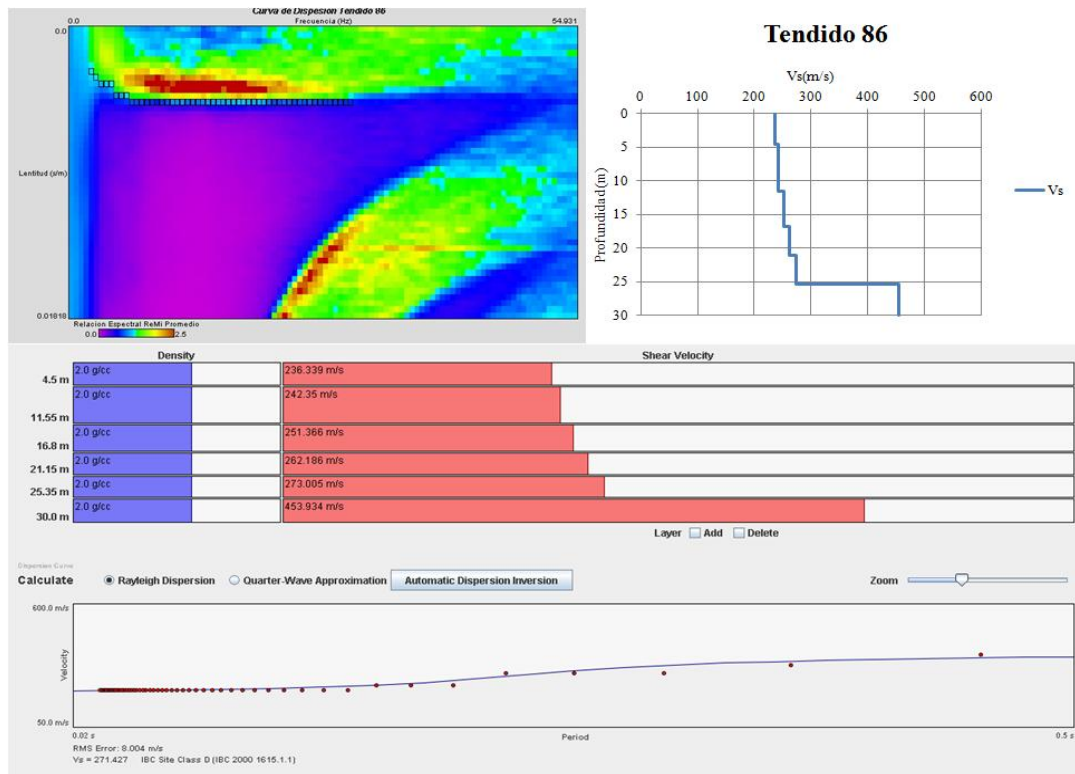 Curva de Dispesion Tendido 86
0.0 Frecuencia (Hz) 54.931
0.0
Lentitud (s/m)
0.01818
Relacion Espectral ReMi Promedio
0.0 2.5
Tendido 86
Vs(m/s)
0 100 200 300 400 500 600
0
5
10
15
20
25
30
Profundidad(m)
Vs
Density Shear Velocity
4.5 m 2.0 g/cc 236.339 m/s
11.55 m 2.0 g/cc 242.35 m/s
16.8 m 2.0 g/cc 251.366 m/s
21.15 m 2.0 g/cc 262.186 m/s
25.35 m 2.0 g/cc 273.005 m/s
30.0 m 2.0 g/cc 453.934 m/s
Layer Add Delete
Dispersion Curve
Calculate Rayleigh Dispersion Quarter-Wave Approximation Automatic Dispersion Inversion Zoom
600.0 m/s
Velocity
50.0 m/s
0.02 s Period 0.5 s
RMS Error: 8.004 m/s
Vs = 271.427 IBC Site Class D (IBC 2000 1615.1.1)